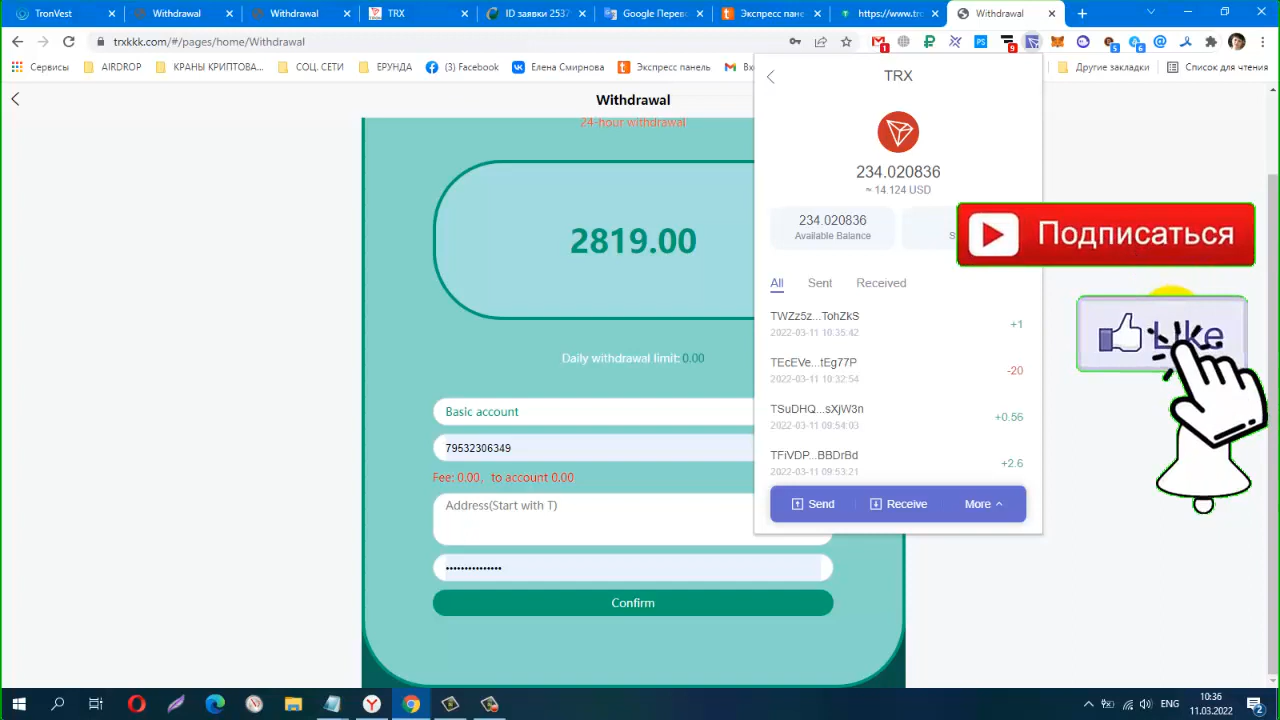 TronVest
Withdrawal
Withdrawal
TRX
ID заявки 2537
Google Перев
Экспресс пане
https://www.tr
Withdrawal
trxkkk.com/#/pages/home/Withdrawal
Сервисы
AIRDROP
КРАНЫ КРИПТОВА...
СОЦ. СЕТИ
ЕРУНДА
(3) Facebook
Елена Смирнова
Экспресс панель
Вх
Другие закладки
Список для чтения
Withdrawal
24-hour withdrawal
2819.00
Daily withdrawal limit: 0.00
Basic account
79532306349
Fee: 0.00, to account 0.00
Address(Start with T)
•••••••••••••••
Confirm
TRX
234.020836
~ 14.124 USD
234.020836
Available Balance
S
All Sent Received
TWZz5z...TohZkS
+1
2022-03-11 10:35:42
TEcEVe...tEg77P
-20
2022-03-11 10:32:54
TSuDHQ...sXjW3n
+0.56
2022-03-11 09:54:03
TFiVDP...BBDrBd
+2.6
2022-03-11 09:53:21
Send Receive More
Подписаться
Like
ENG
10:36
11.03.2022